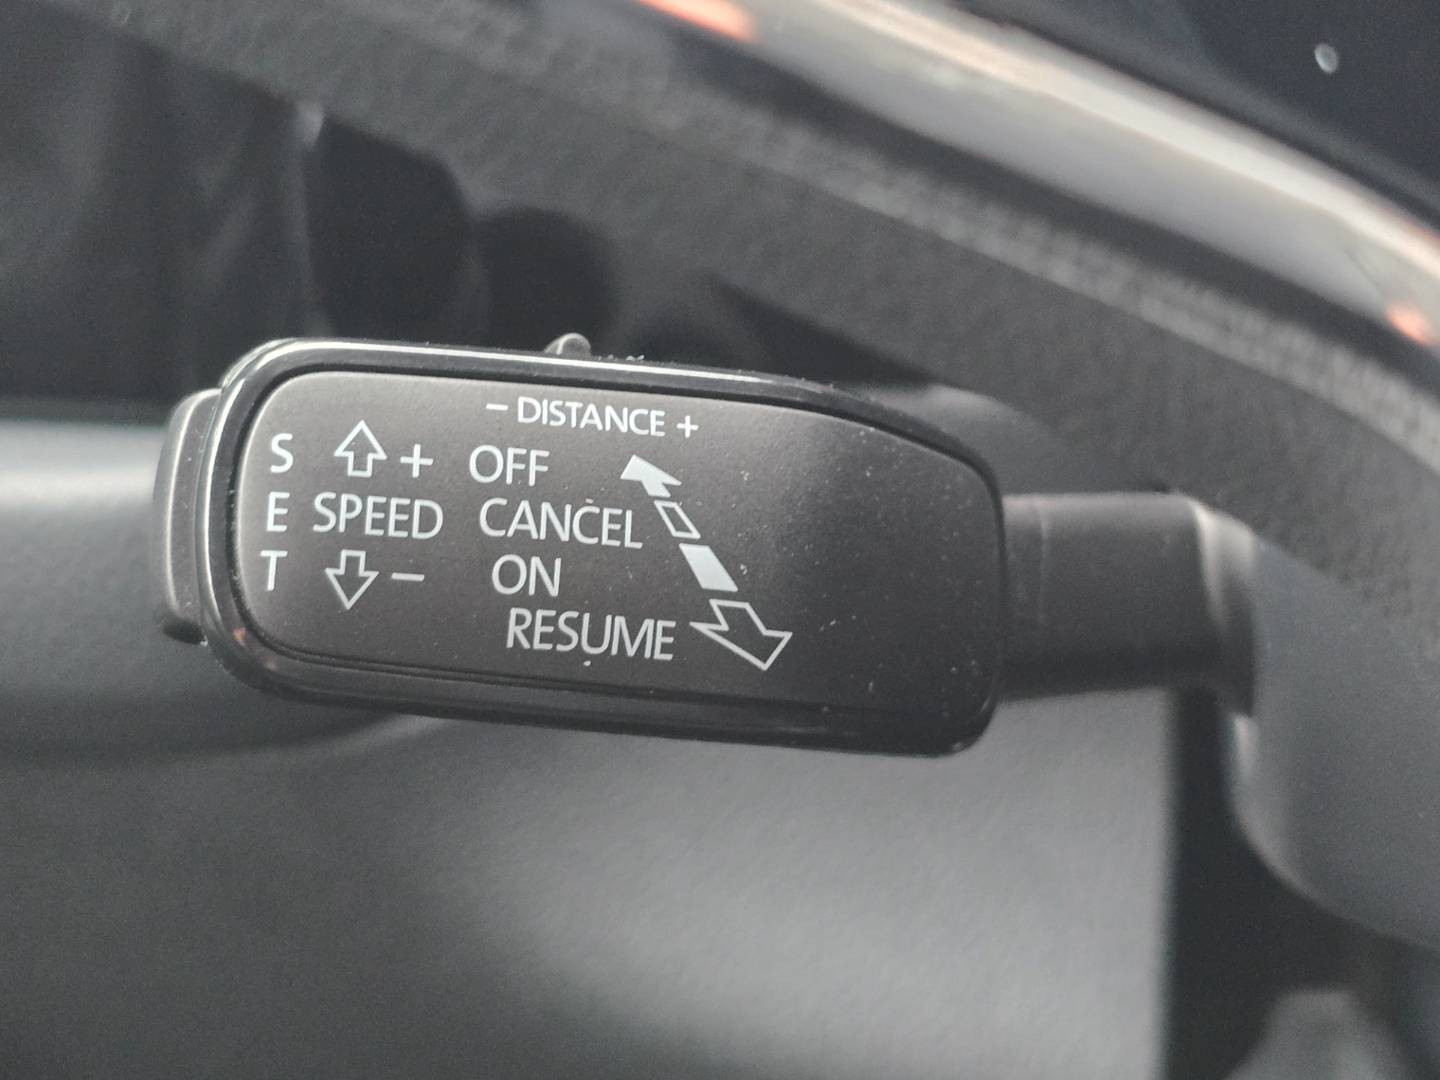 − DISTANCE +
S + OFF
E SPEED CANCEL
T − ON
RESUME